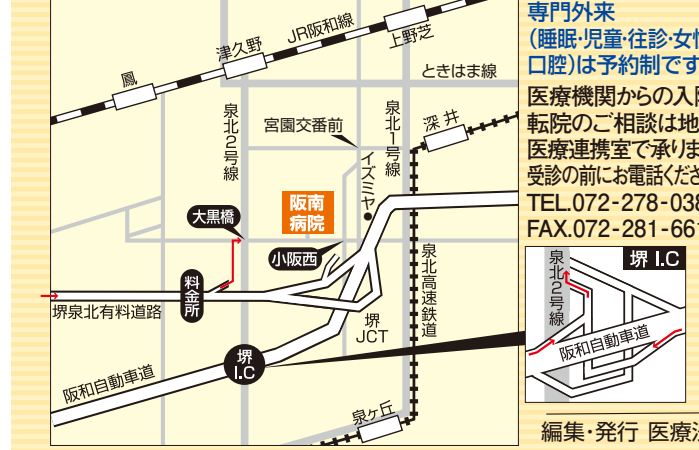 JR阪和線
上野芝
津久野
鳳
ときはま線
泉北2号線
宮園交番前
泉北1号線
深井
イズミヤ
阪南
病院
大黒橋
小阪西
料金所
堺泉北有料道路
泉北高速鉄道
堺
JCT
堺
I.C
阪和自動車道
泉ヶ丘
専門外来
（睡眠・児童・往診・女性
口腔）は予約制です
医療機関からの入院
転院のご相談は地
医療連携室で承りま
受診の前にお電話くださ
TEL.072-278-038
FAX.072-281-66
堺 I.C
泉北2号線
阪和自動車道
編集・発行 医療法